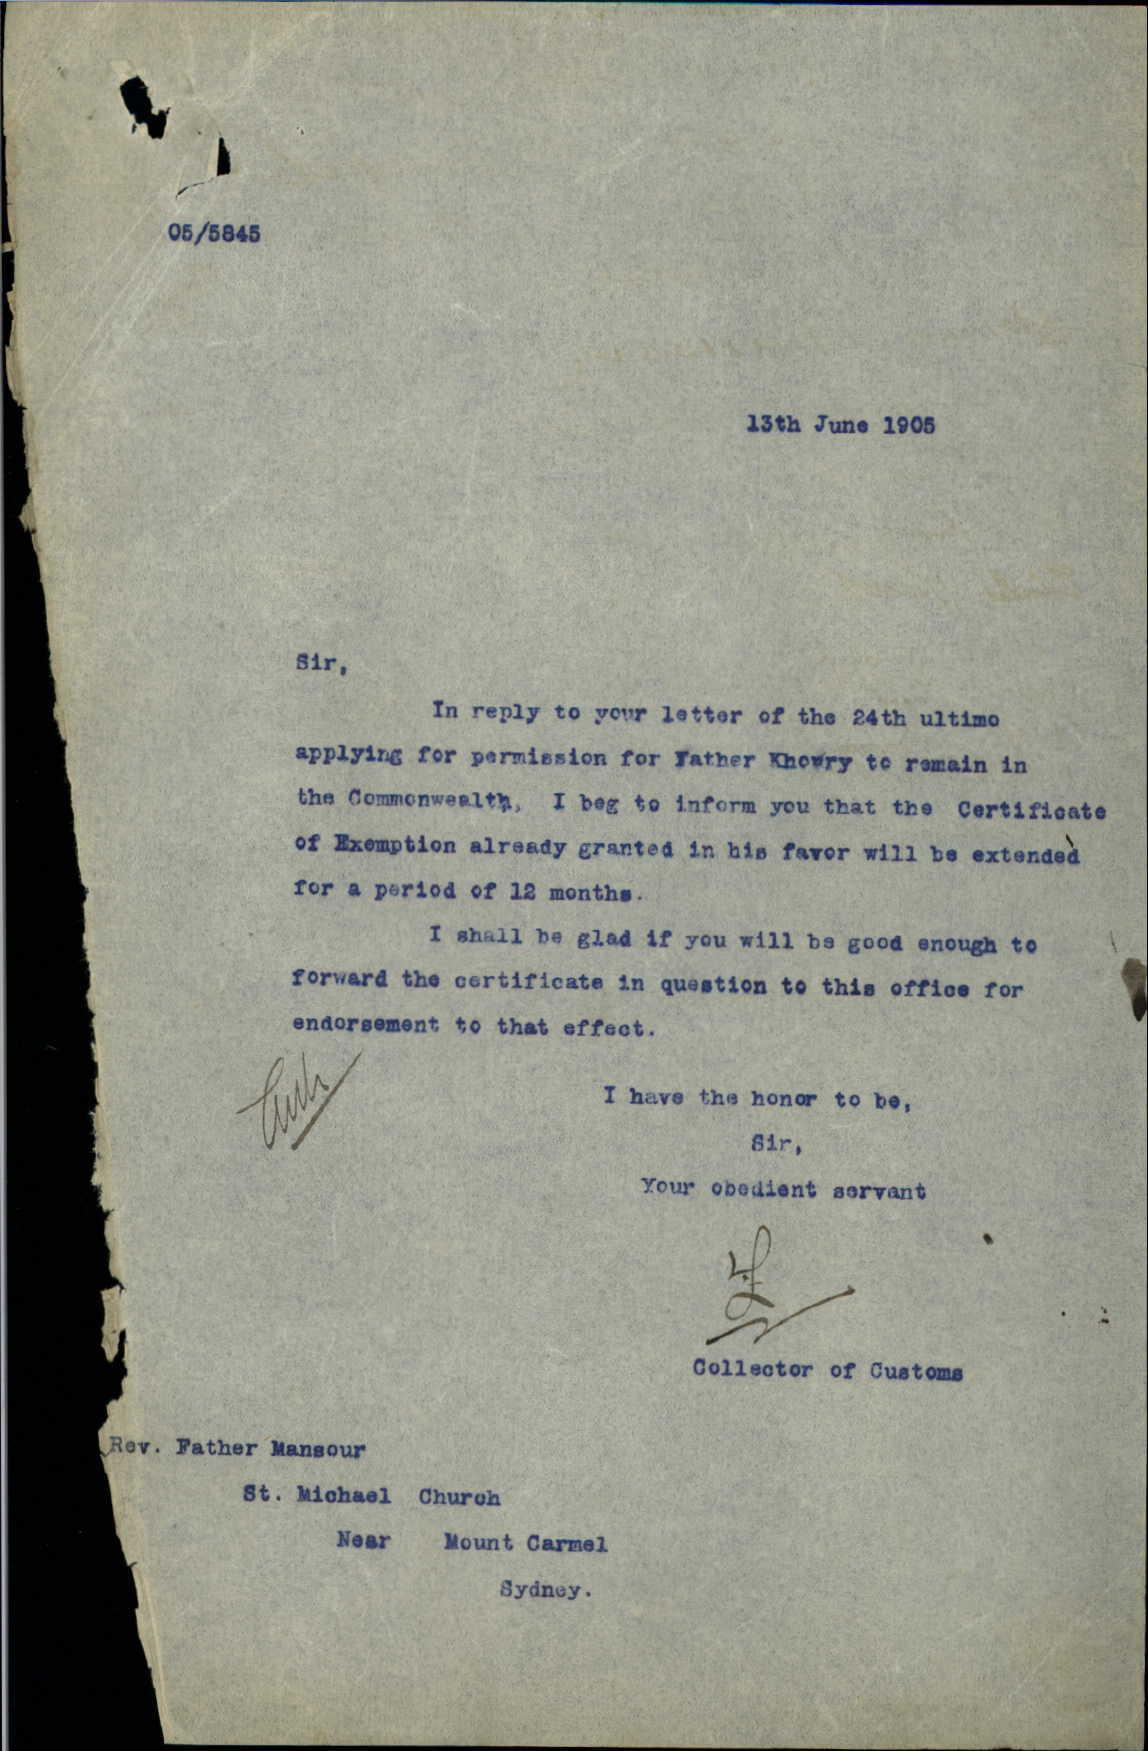 05/5845
13th June 1905
Sir,
In reply to your letter of the 24th ultimo
applying for permission for Father Khowry to remain in
the Commonwealth, I beg to inform you that the Certificate
of Exemption already granted in his favor will be extended
for a period of 12 months.
I shall be glad if you will be good enough to
forward the certificate in question to this office for
endorsement to that effect.
I have the honor to be,
Sir,
Your obedient servant
Collector of Customs
Rev. Father Mansour
St. Michael Church
Near Mount Carmel
Sydney.